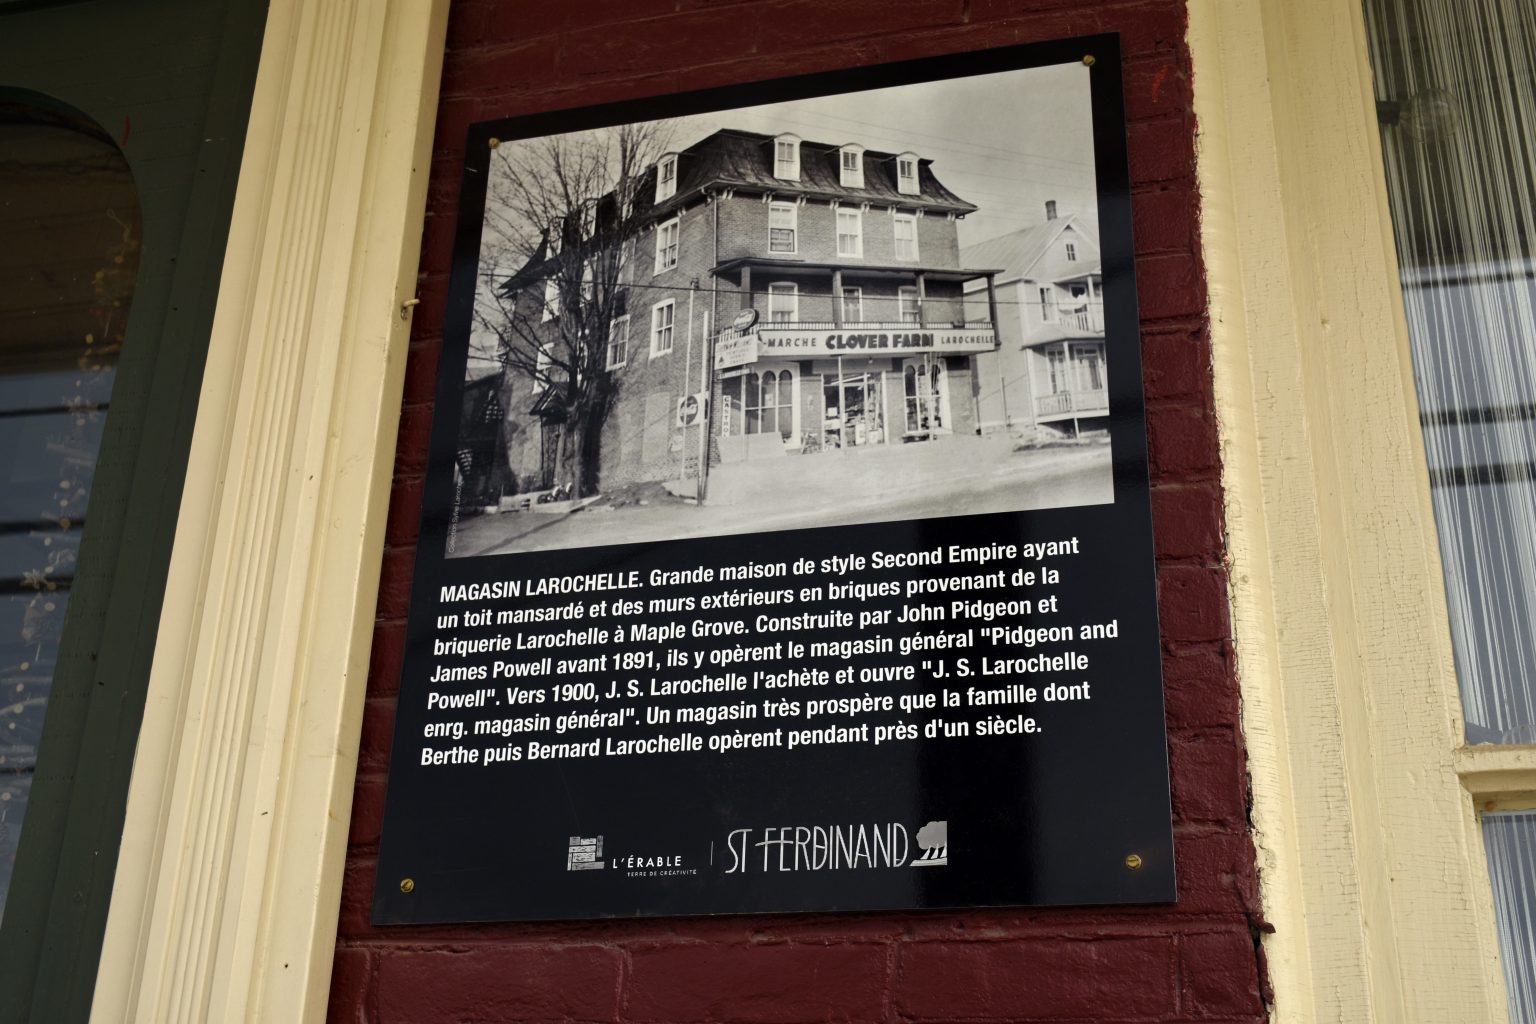 MARCHE CLOVER FARM LAROCHELLE
MAGASIN LAROCHELLE. Grande maison de style Second Empire ayant
un toit mansardé et des murs extérieurs en briques provenant de la
briquerie Larochelle à Maple Grove. Construite par John Pidgeon et
James Powell avant 1891, ils y opèrent le magasin général "Pidgeon and
Powell". Vers 1900, J. S. Larochelle l'achète et ouvre "J. S. Larochelle
enrg. magasin général". Un magasin très prospère que la famille dont
Berthe puis Bernard Larochelle opèrent pendant près d'un siècle.
L'ÉRABLE
TERRE DE CRÉATIVITÉ
ST FERDINAND